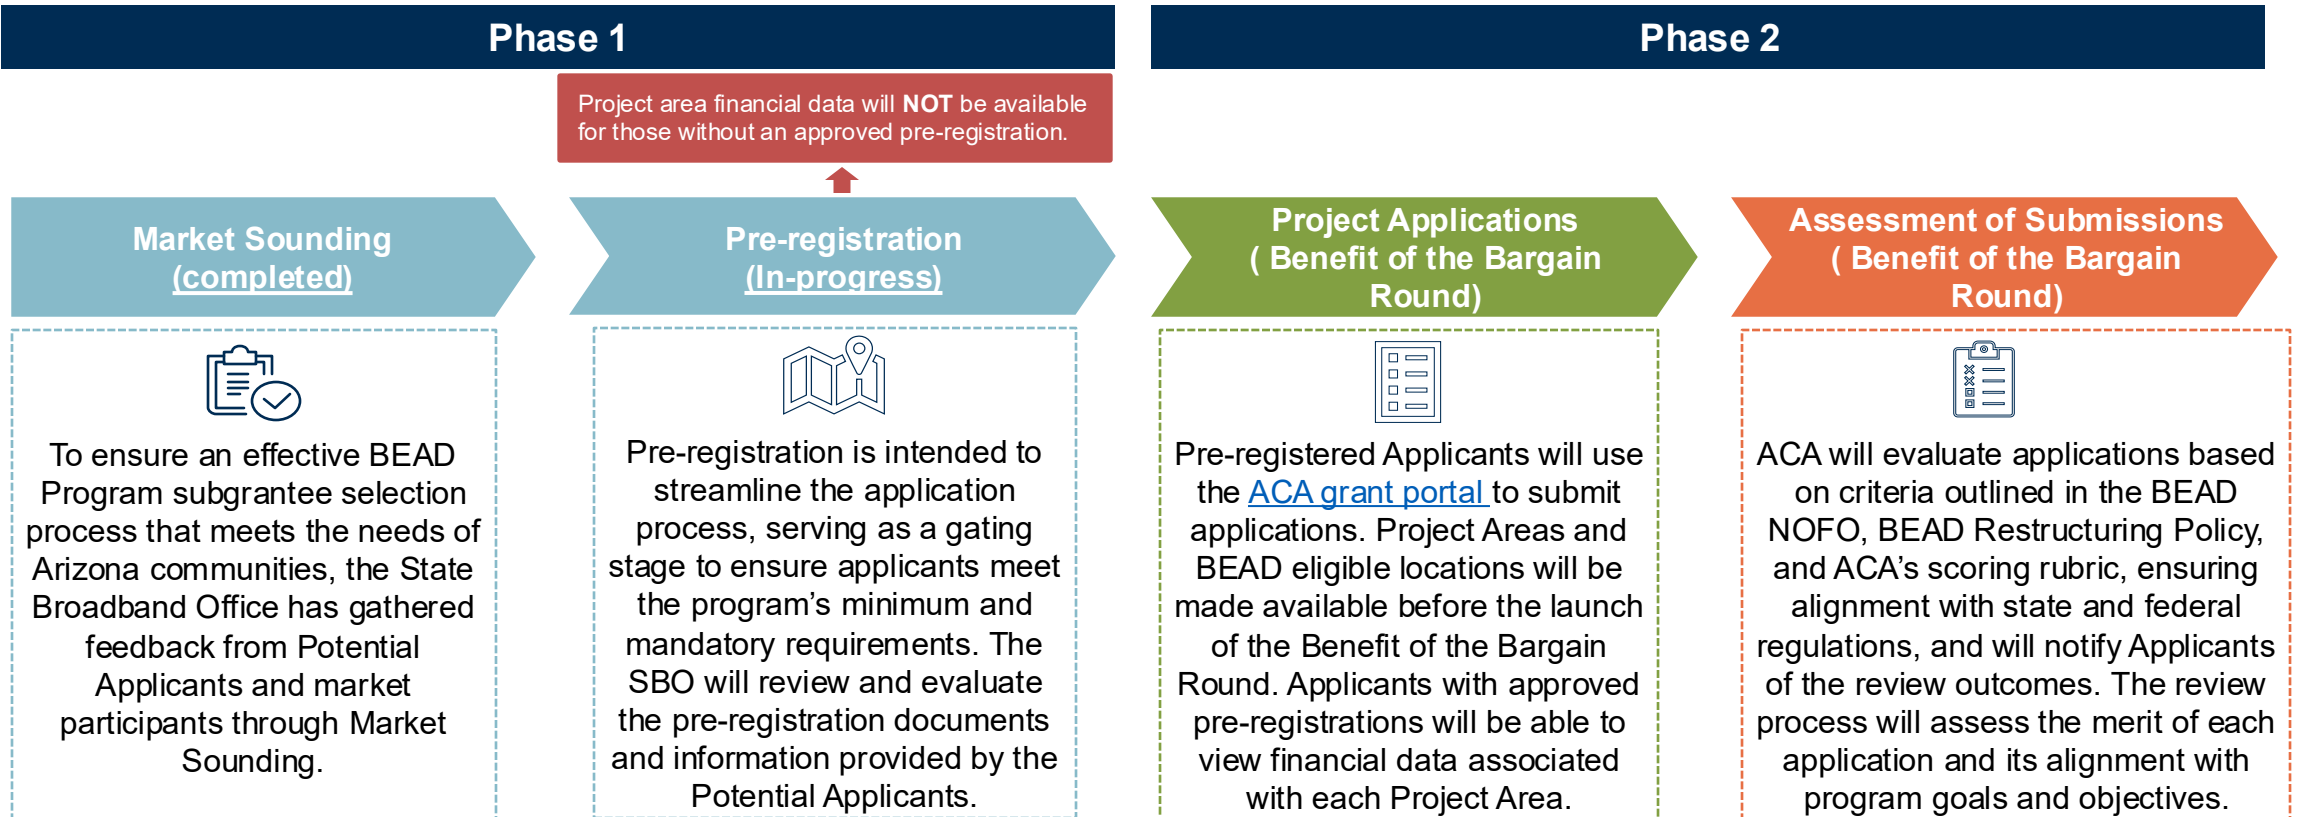 Phase 1
Phase 2
Project area financial data will NOT be available
for those without an approved pre-registration.
Market Sounding
(completed)
Pre-registration
(In-progress)
Project Applications
( Benefit of the Bargain
Round)
Assessment of Submissions
( Benefit of the Bargain
Round)
To ensure an effective BEAD
Program subgrantee selection
process that meets the needs of
Arizona communities, the State
Broadband Office has gathered
feedback from Potential
Applicants and market
participants through Market
Sounding.
Pre-registration is intended to
streamline the application
process, serving as a gating
stage to ensure applicants meet
the program’s minimum and
mandatory requirements. The
SBO will review and evaluate
the pre-registration documents
and information provided by the
Potential Applicants.
Pre-registered Applicants will use
the ACA grant portal to submit
applications. Project Areas and
BEAD eligible locations will be
made available before the launch
of the Benefit of the Bargain
Round. Applicants with approved
pre-registrations will be able to
view financial data associated
with each Project Area.
ACA will evaluate applications based
on criteria outlined in the BEAD
NOFO, BEAD Restructuring Policy,
and ACA’s scoring rubric, ensuring
alignment with state and federal
regulations, and will notify Applicants
of the review outcomes. The review
process will assess the merit of each
application and its alignment with
program goals and objectives.